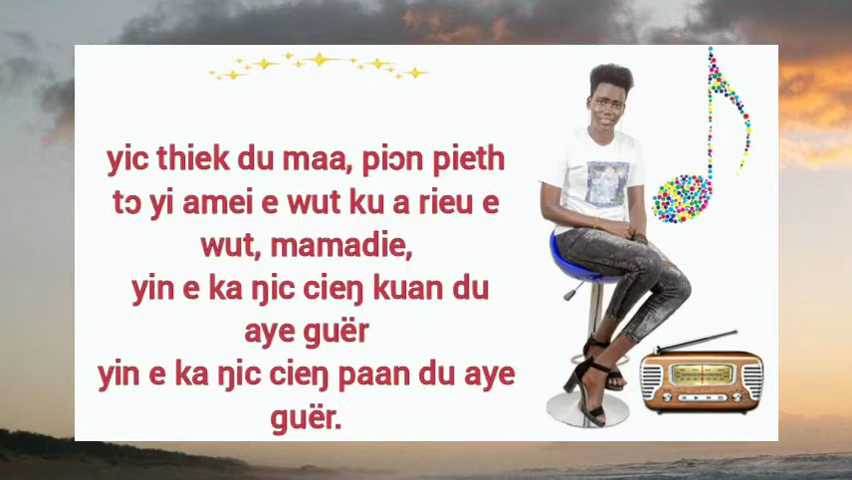 yic thiek du maa, piɔn pieth
tɔ yi amei e wut ku a rieu e
wut, mamadie,
yin e ka ŋic cieŋ kuan du
aye guër
yin e ka ŋic cieŋ paan du aye
guër.